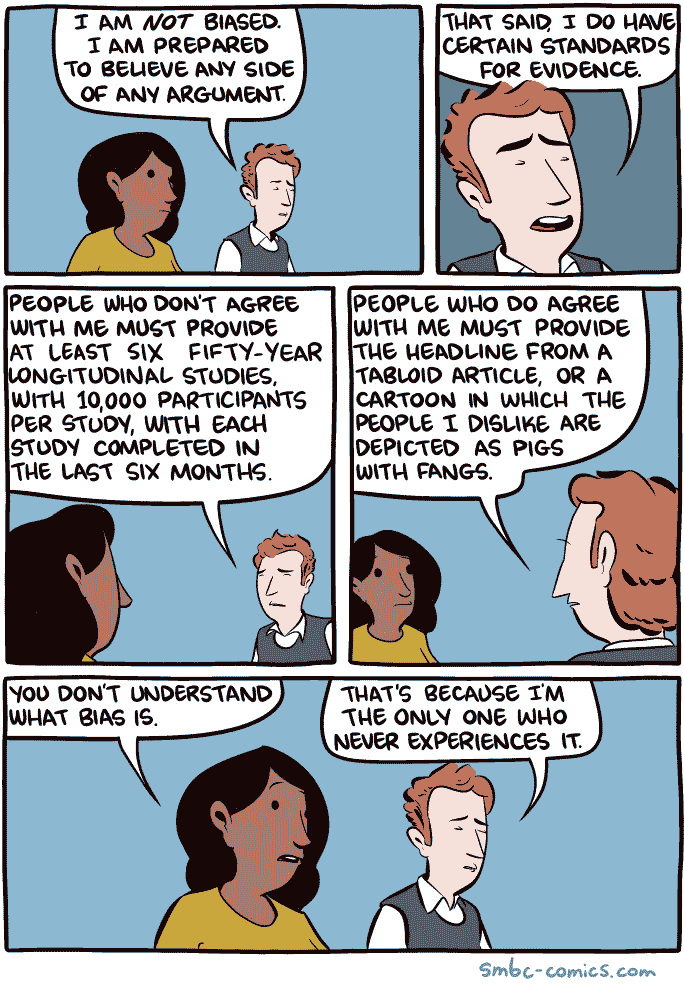 I AM NOT BIASED.
I AM PREPARED
TO BELIEVE ANY SIDE
OF ANY ARGUMENT.
THAT SAID, I DO HAVE
CERTAIN STANDARDS
FOR EVIDENCE.
PEOPLE WHO DON'T AGREE
WITH ME MUST PROVIDE
AT LEAST SIX FIFTY-YEAR
LONGITUDINAL STUDIES,
WITH 10,000 PARTICIPANTS
PER STUDY, WITH EACH
STUDY COMPLETED IN
THE LAST SIX MONTHS.
PEOPLE WHO DO AGREE
WITH ME MUST PROVIDE
THE HEADLINE FROM A
TABLOID ARTICLE, OR A
CARTOON IN WHICH THE
PEOPLE I DISLIKE ARE
DEPICTED AS PIGS
WITH FANGS.
YOU DON'T UNDERSTAND
WHAT BIAS IS.
THAT'S BECAUSE I'M
THE ONLY ONE WHO
NEVER EXPERIENCES IT.
smbc-comics.com